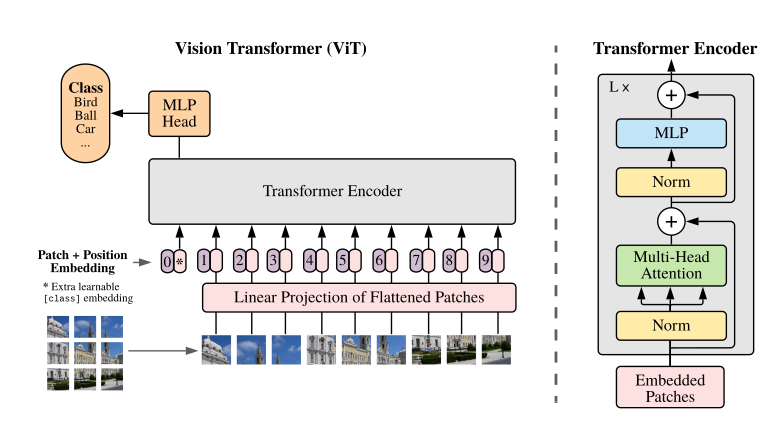 Vision Transformer (ViT)
Class
Bird
Ball
Car
...
MLP
Head
Transformer Encoder
Patch + Position
Embedding
0 * 1 2 3 4 5 6 7 8 9
* Extra learnable
[class] embedding
Linear Projection of Flattened Patches
Transformer Encoder
L x
+
MLP
Norm
+
Multi-Head
Attention
Norm
Embedded
Patches